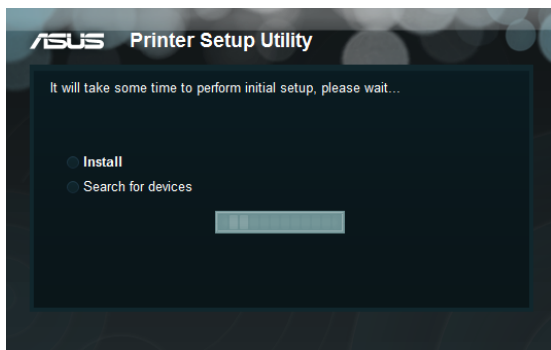 ASUS Printer Setup Utility
It will take some time to perform initial setup, please wait...
Install
Search for devices